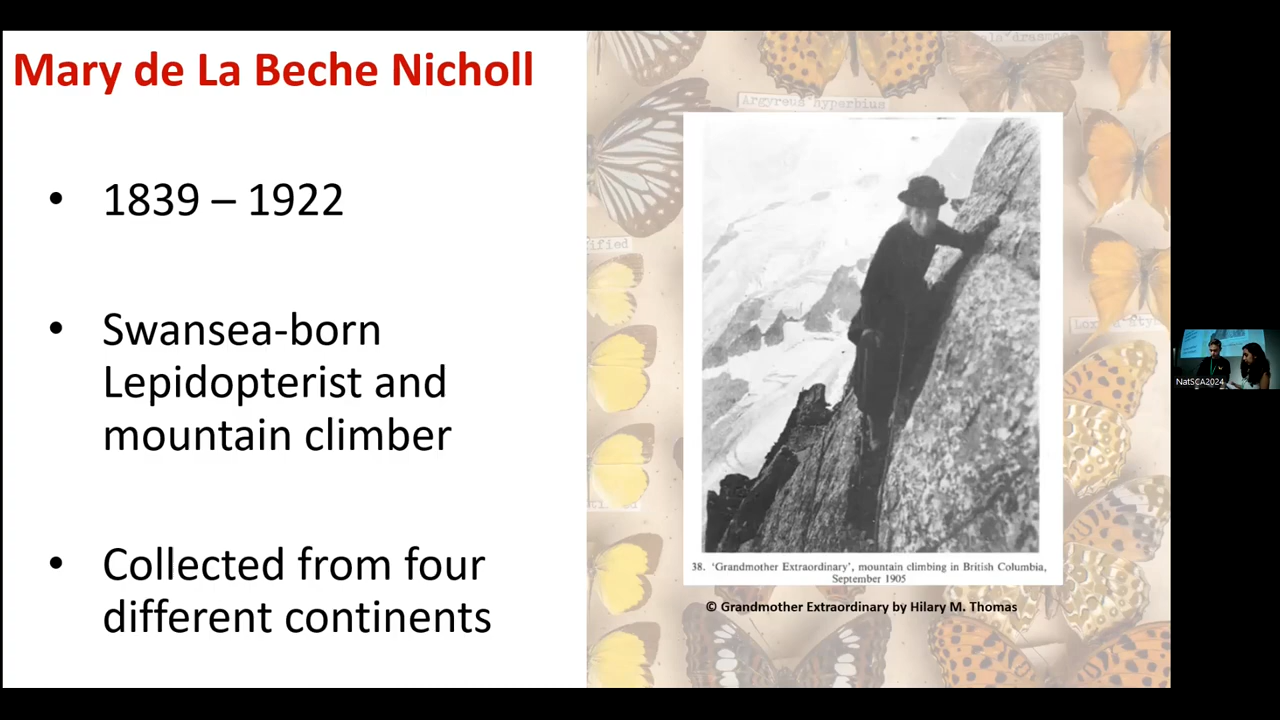 Mary de La Beche Nicholl
• 1839 – 1922
• Swansea-born
Lepidopterist and
mountain climber
• Collected from four
different continents
Argyreus hyperbius
ified
38. 'Grandmother Extraordinary', mountain climbing in British Columbia,
September 1905
© Grandmother Extraordinary by Hilary M. Thomas
NatSCA2024